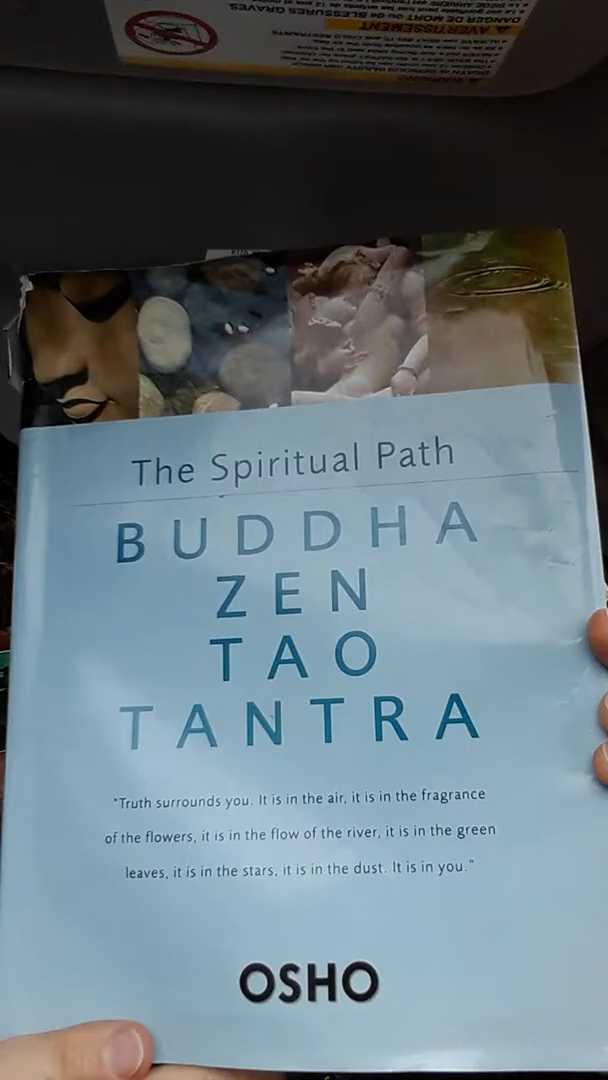 WARNING
AVERTISSEMENT
DANGER DE MORT OU de BLESSURES GRAVES.
The Spiritual Path
BUDDHA
ZEN
TAO
TANTRA
"Truth surrounds you. It is in the air, it is in the fragrance
of the flowers, it is in the flow of the river, it is in the green
leaves, it is in the stars, it is in the dust. It is in you."
OSHO